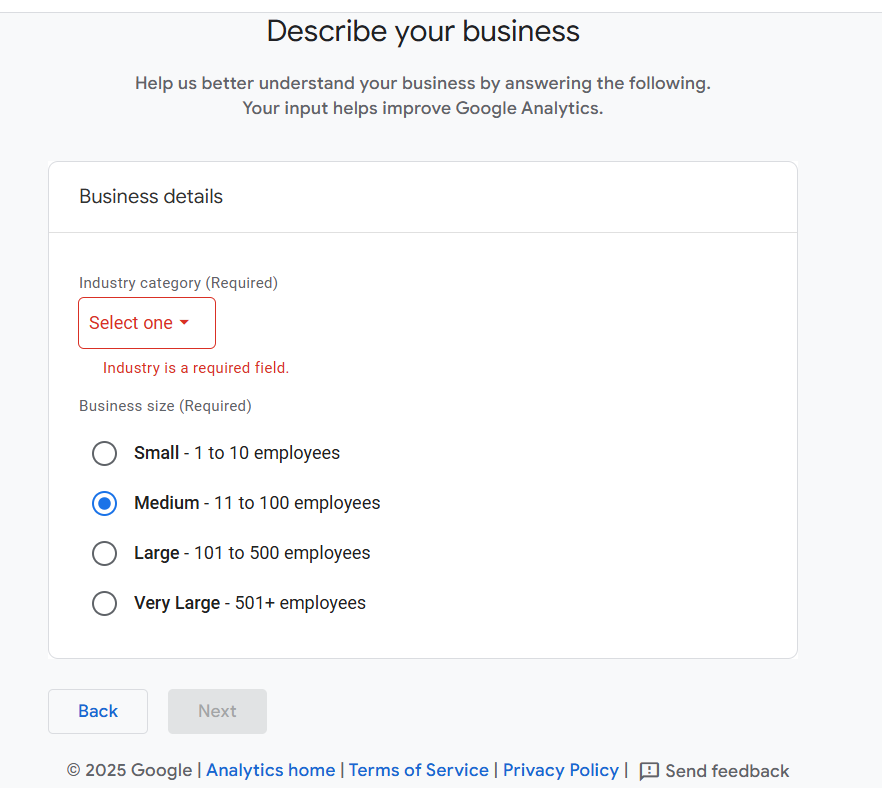 Describe your business
Help us better understand your business by answering the following.
Your input helps improve Google Analytics.
Business details
Industry category (Required)
Select one
Industry is a required field.
Business size (Required)
Small - 1 to 10 employees
Medium - 11 to 100 employees
Large - 101 to 500 employees
Very Large - 501+ employees
Back Next
© 2025 Google | Analytics home | Terms of Service | Privacy Policy | Send feedback